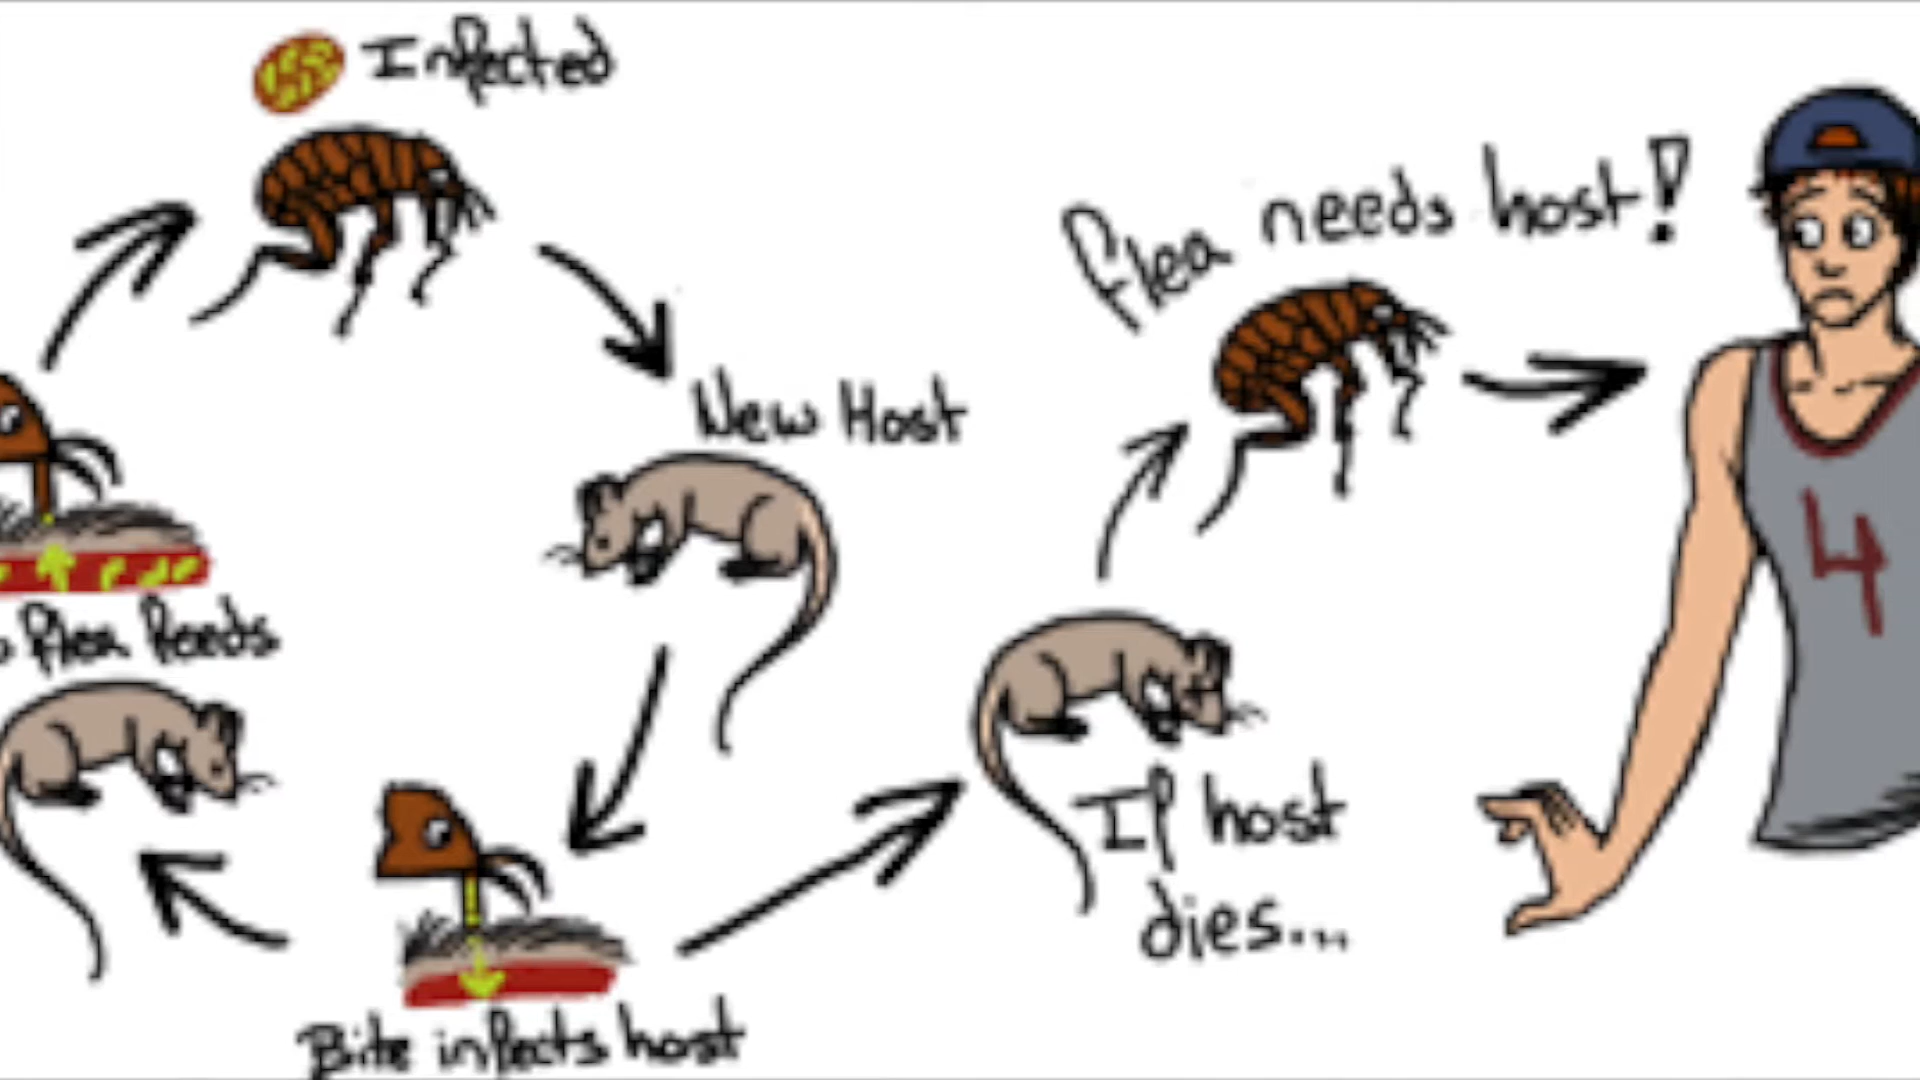 Infected
flea needs host!
New Host
flea feeds
4
If host
dies...
Bite infects host